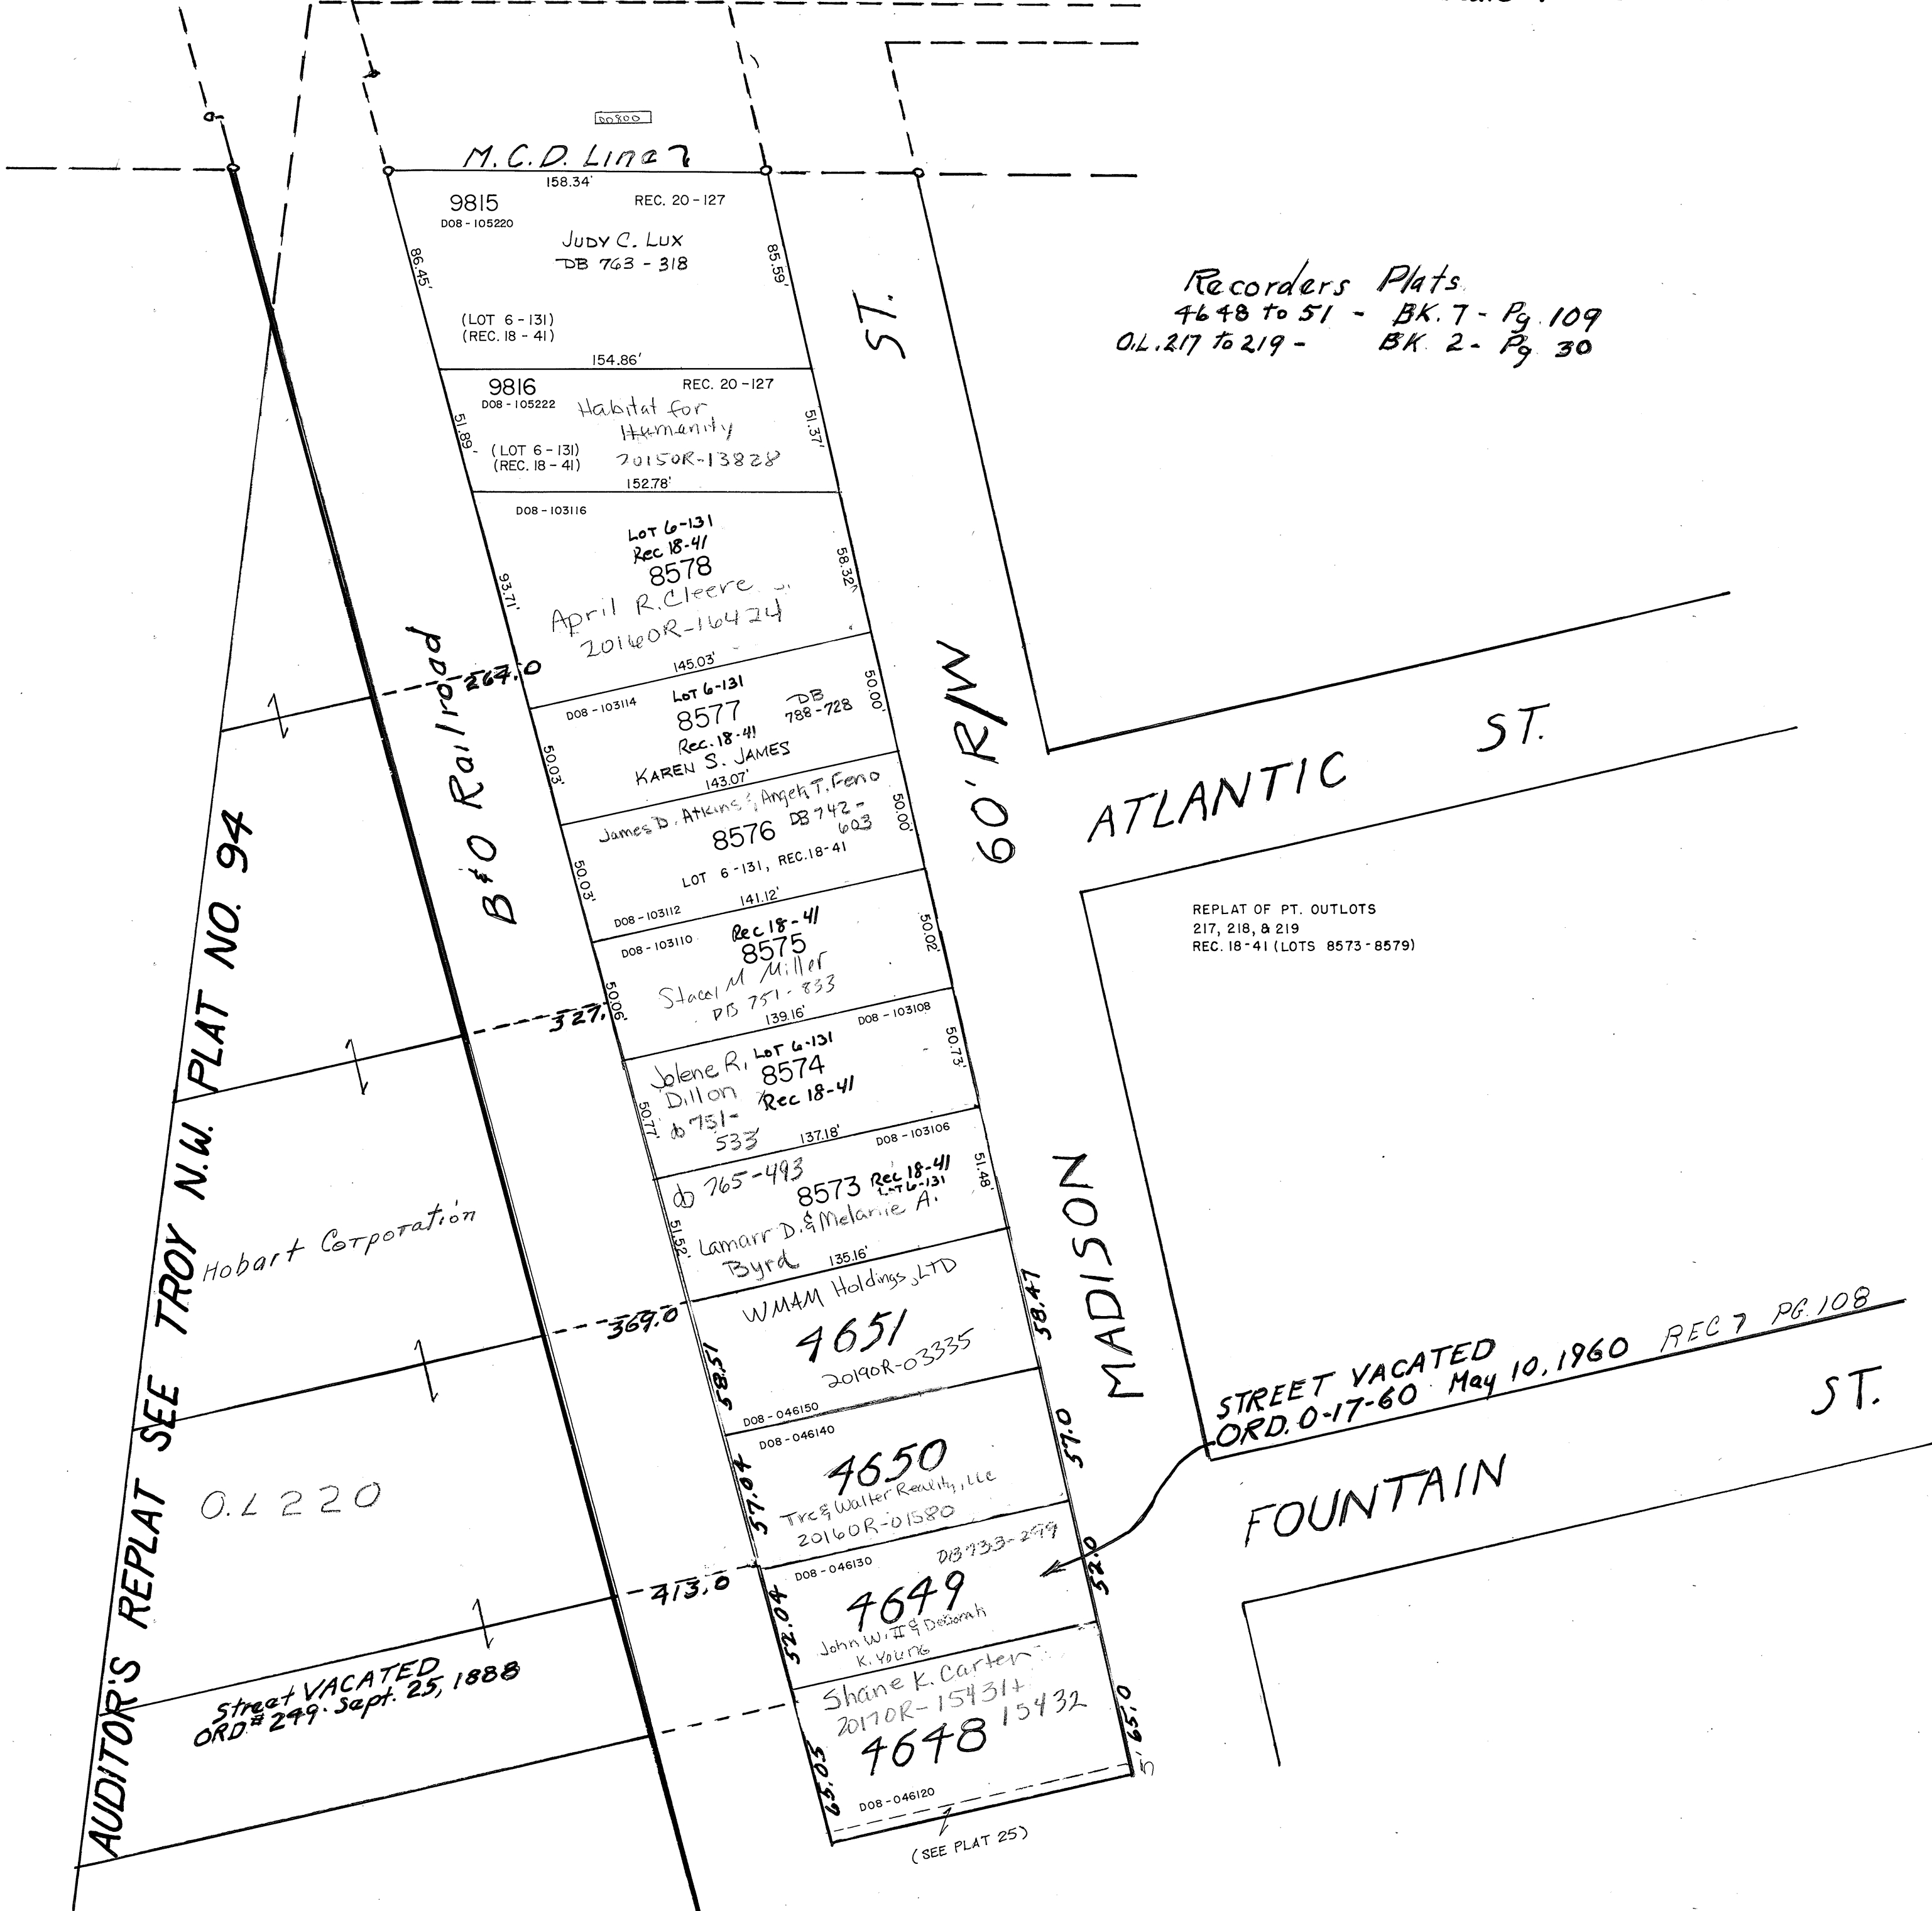 D0800
M.C.D. Line
158.34'
9815
REC. 20-127
D08-105220
JUDY C. LUX
DB 763-318
86.45'
85.59'
(LOT 6-131)
(REC. 18-41)
154.86'
9816
REC. 20-127
D08-105222
Habitat for
Humanity
51.89'
51.37'
(LOT 6-131)
(REC. 18-41)
20150R-13828
152.78'
D08-103116
LOT 6-131
Rec 18-41
8578
93.71'
58.32'
April R. Cleere
20160R-16424
145.03'
267.0
D08-103114
LOT 6-131
8577
DB
788-728
Rec. 18-41
KAREN S. JAMES
50.03'
50.00'
143.07'
James D. Atkins & Angela T. Feno
8576
DB 742-
603
50.03'
50.00'
LOT 6-131, REC. 18-41
D08-103112
141.12'
D08-103110
Rec 18-41
8575
Stacey M Miller
DB 751-833
50.06'
50.02'
327.
139.16'
D08-103108
Jolene R.
Dillon
db 751-
533
LOT 6-131
8574
Rec 18-41
50.77'
50.73'
137.18'
D08-103106
db 765-493
8573
Rec 18-41
LOT 6-131
51.52'
51.48'
Lamarr D. & Melanie A.
Byrd
135.16'
369.0
WMAM Holdings, LTD
4651
20190R-03335
58.51
58.47
D08-046150
D08-046140
4650
Walter Reality, LLC
20160R-01580
57.04
57.0
413.0
D08-046130
DB 733-299
4649
John W. II & Deborah
K. Young
52.04
52.0
Shane K. Carter
20170R-15431+
15432
4648
65.05
65.0
5'
D08-046120
(SEE PLAT 25)
B&O Railroad
MADISON
60' R/W
ST.
Recorders Plats
4648 to 51 - BK. 7 - Pg. 109
O.L. 217 to 219 - BK. 2 - Pg 30
ATLANTIC ST.
REPLAT OF PT. OUTLOTS
217, 218, & 219
REC. 18-41 (LOTS 8573-8579)
STREET VACATED
ORD. O-17-60 May 10, 1960 REC 7 PG. 108
FOUNTAIN ST.
AUDITOR'S REPLAT SEE TROY N.W. PLAT NO. 94
Hobart Corporation
O.L 220
Street VACATED
ORD.# 249. Sept. 25, 1888